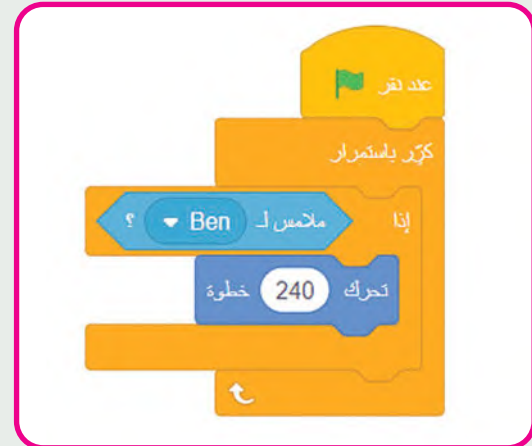 عند نقر
كرّر باستمرار
إذا ملامس لـ Ben ؟
تحرك 240 خطوة